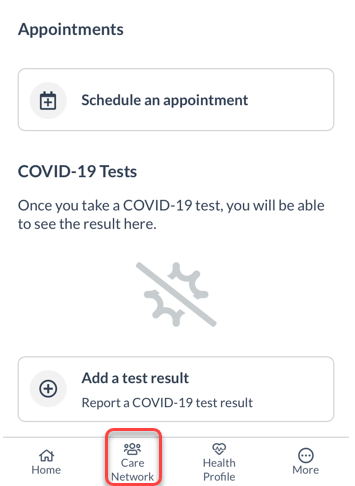 Appointments
Schedule an appointment
COVID-19 Tests
Once you take a COVID-19 test, you will be able
to see the result here.
Add a test result
Report a COVID-19 test result
Home
Care
Network
Health
Profile
More